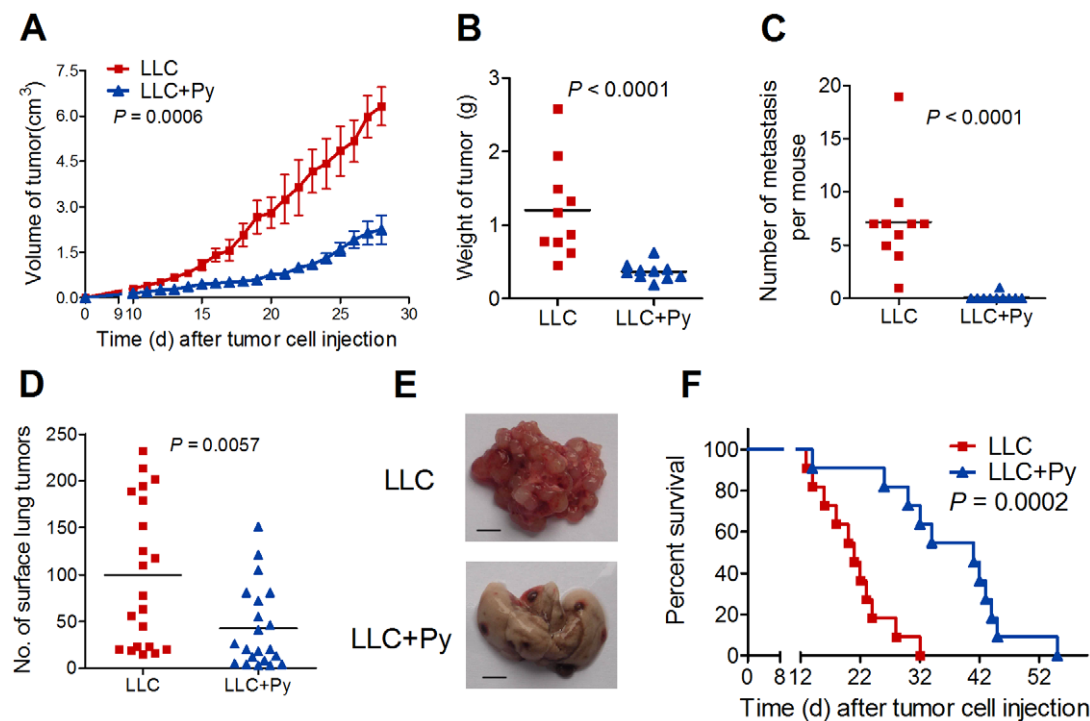 A
LLC
LLC+Py
P = 0.0006
Volume of tumor(cm3)
7.5
6.0
4.5
3.0
1.5
0.0
0 9 10 15 20 25 30
Time (d) after tumor cell injection
B
P < 0.0001
Weight of tumor (g)
3
2
1
0
LLC LLC+Py
C
P < 0.0001
Number of metastasis
per mouse
20
15
10
5
0
LLC LLC+Py
D
P = 0.0057
No. of surface lung tumors
250
200
150
100
50
0
LLC LLC+Py
E
LLC
LLC+Py
F
LLC
LLC+Py
P = 0.0002
Percent survival
100
80
60
40
20
0
0 8 12 22 32 42 52
Time (d) after tumor cell injection